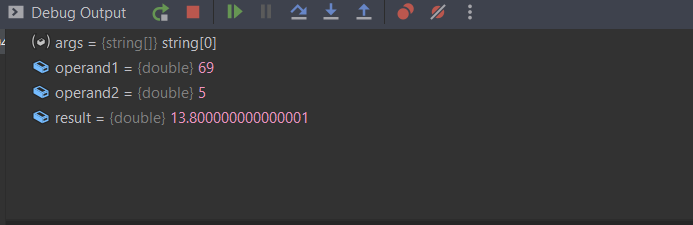 Debug Output
args = {string[]} string[0]
operand1 = {double} 69
operand2 = {double} 5
result = {double} 13.800000000000001